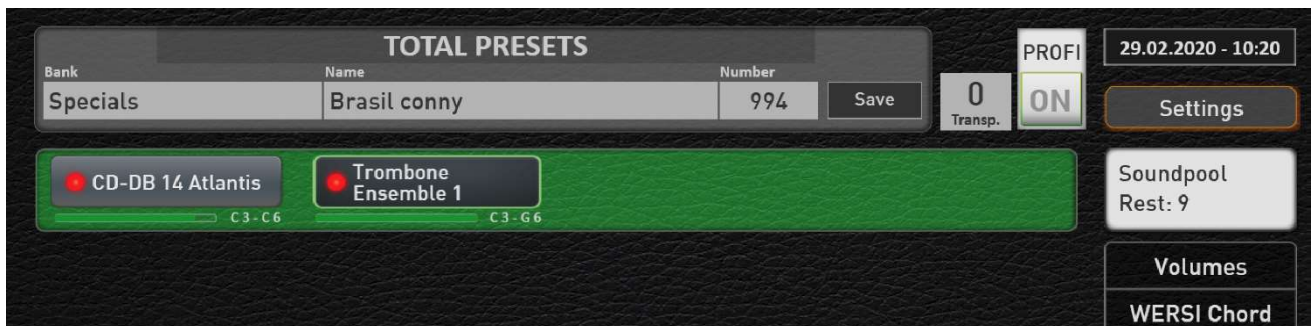 TOTAL PRESETS
Bank Name Number
Specials Brasil conny 994 Save
0
Transp.
PROFI
ON
29.02.2020 - 10:20
Settings
CD-DB 14 Atlantis
C3-C6
Trombone
Ensemble 1
C3-G6
Soundpool
Rest: 9
Volumes
WERSI Chord